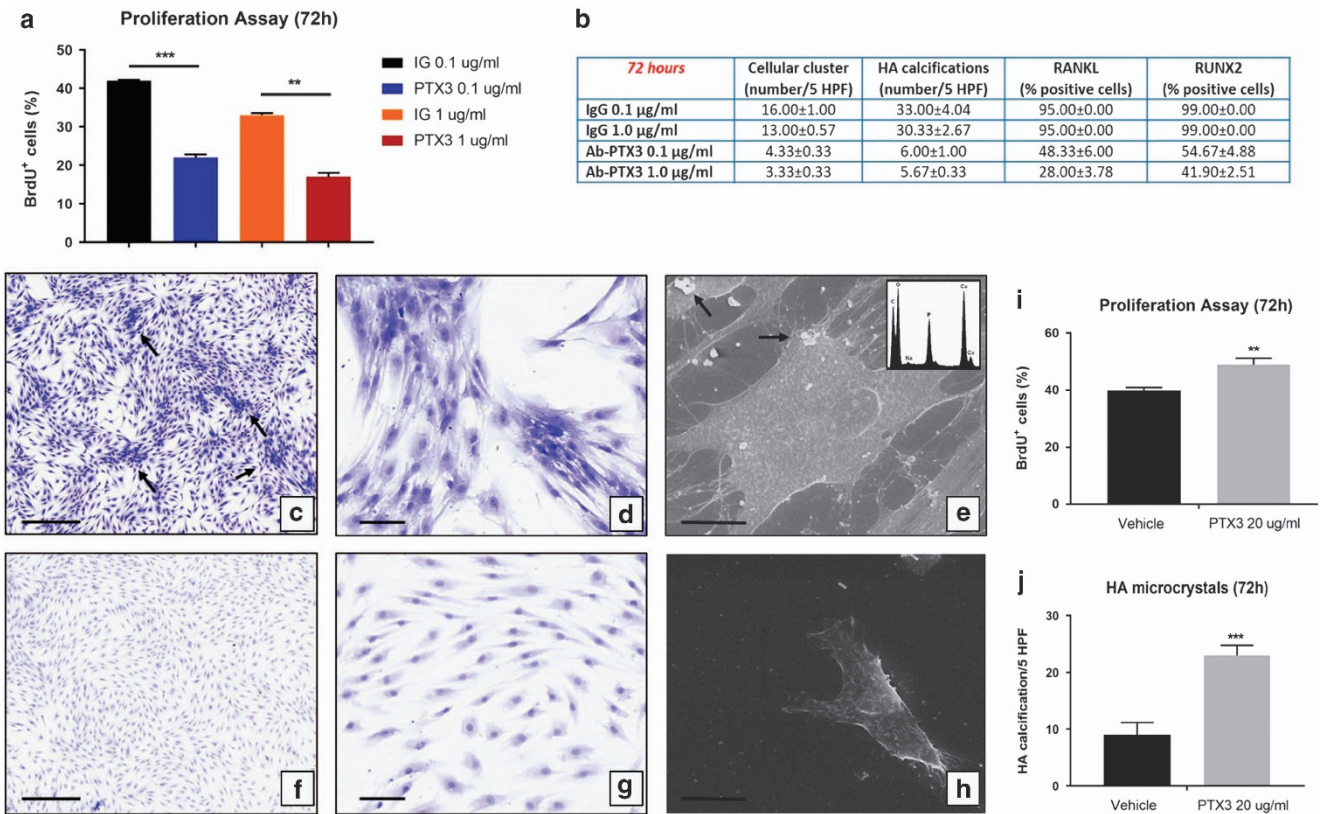 a
Proliferation Assay (72h)
BrdU⁺ cells (%)
50
40
30
20
10
0
***
**
IG 0.1 ug/ml
PTX3 0.1 ug/ml
IG 1 ug/ml
PTX3 1 ug/ml
b
72 hours Cellular cluster (number/5 HPF) HA calcifications (number/5 HPF) RANKL (% positive cells) RUNX2 (% positive cells)
IgG 0.1 µg/ml 16.00±1.00 33.00±4.04 95.00±0.00 99.00±0.00
IgG 1.0 µg/ml 13.00±0.57 30.33±2.67 95.00±0.00 99.00±0.00
Ab-PTX3 0.1 µg/ml 4.33±0.33 6.00±1.00 48.33±6.00 54.67±4.88
Ab-PTX3 1.0 µg/ml 3.33±0.33 5.67±0.33 28.00±3.78 41.90±2.51
c
d
e
C
O
Na
P
Ca
Ca
f
g
h
i
Proliferation Assay (72h)
BrdU⁺ cells (%)
60
40
20
0
**
Vehicle
PTX3 20 ug/ml
j
HA microcrystals (72h)
HA calcification/5 HPF
30
20
10
0
***
Vehicle
PTX3 20 ug/ml